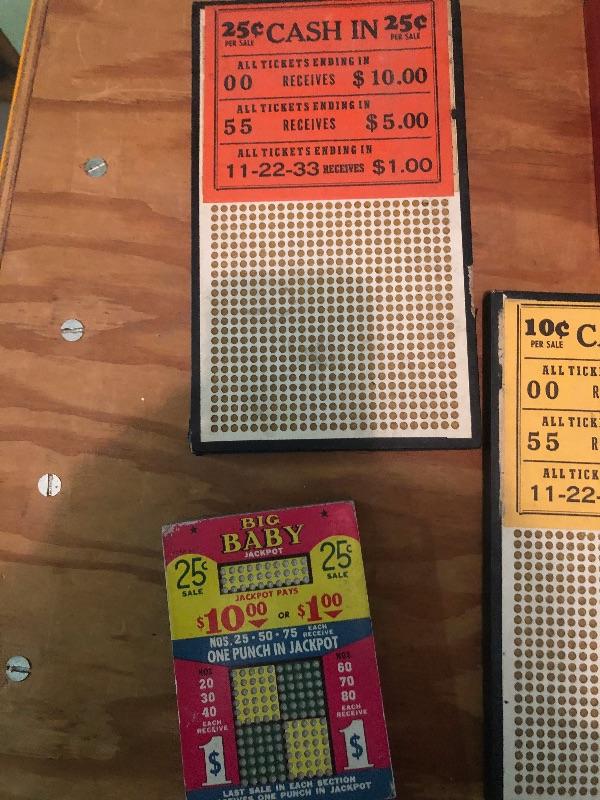 25¢ PER SALE CASH IN 25¢ PER SALE
ALL TICKETS ENDING IN
00 RECEIVES $10.00
ALL TICKETS ENDING IN
55 RECEIVES $5.00
ALL TICKETS ENDING IN
11-22-33 RECEIVES $1.00
10¢ PER SALE
ALL TICK
00 R
ALL TICK
55 R
ALL TICK
11-22-
BIG
BABY
JACKPOT
25¢ SALE
25¢ SALE
JACKPOT PAYS
$10.00 OR $1.00
NOS. 25-50-75 EACH RECEIVE
ONE PUNCH IN JACKPOT
NOS.
20
30
40
EACH
RECEIVE
$1
NOS.
60
70
80
EACH
RECEIVE
$1
LAST SALE IN EACH SECTION
ONE PUNCH IN JACKPOT